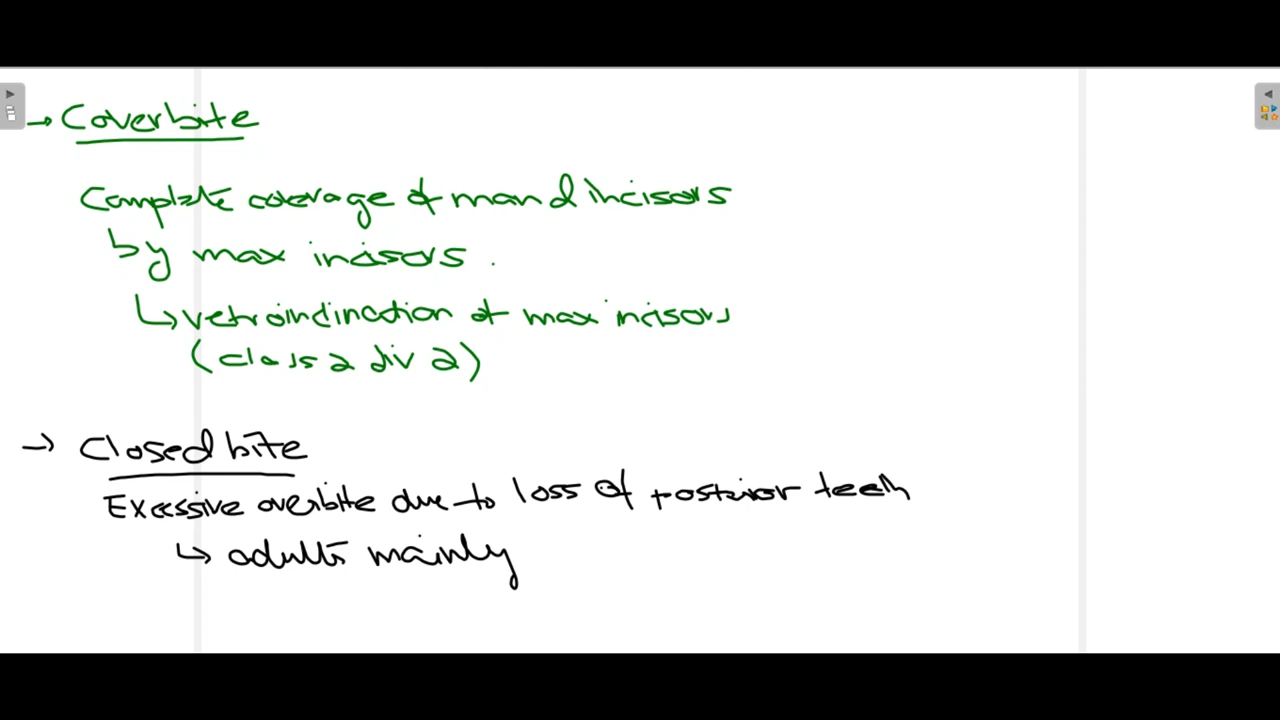 → Coverbite
Complete coverage of mand incisors
by max incisors.
↳ retroinclination of max incisors
(class 2 div 2)
→ Closed bite
Excessive overbite due to loss of posterior teeth
↳ adults mainly